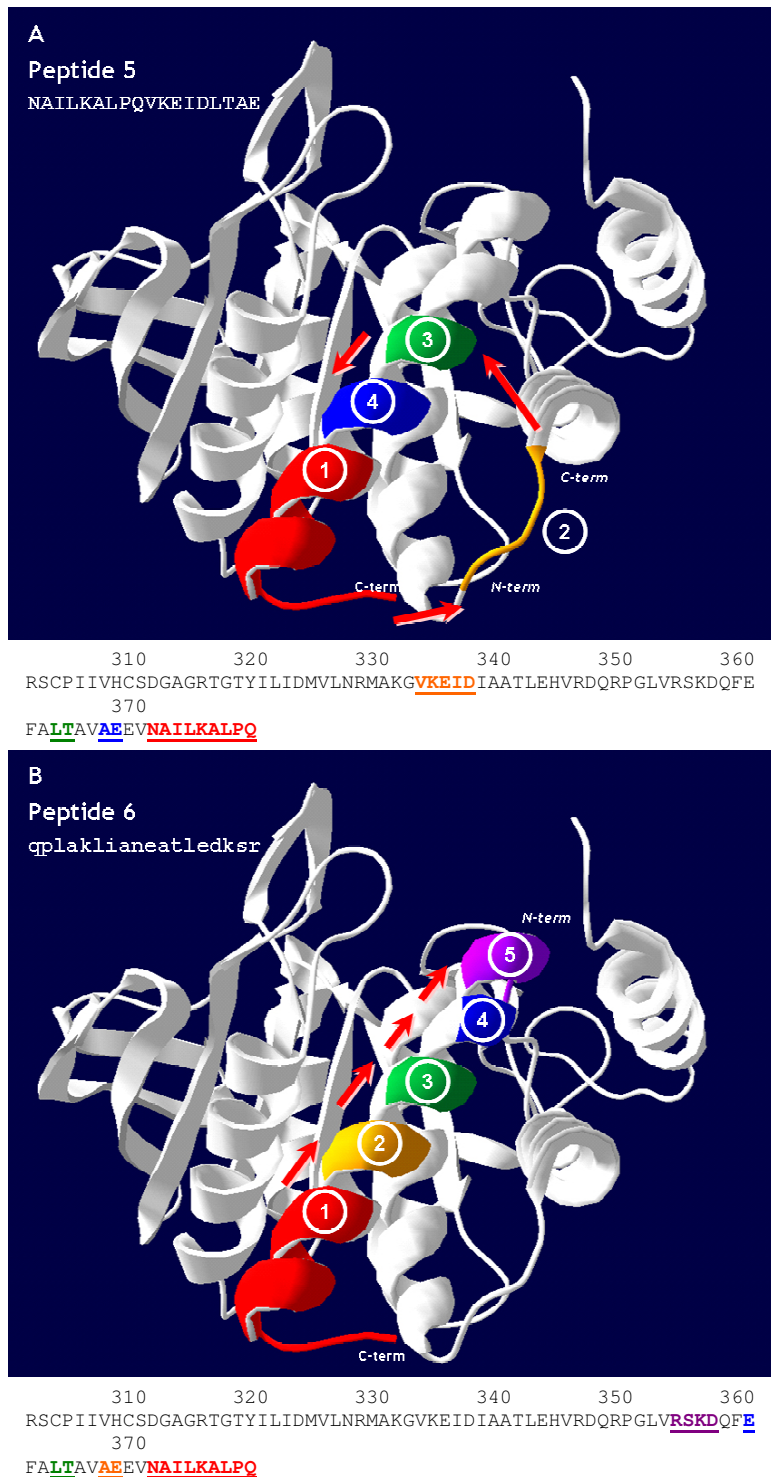 A
Peptide 5
NAILKALPQVKEIDLTAE
3
4
1
C-term
2
C-term
N-term
310 320 330 340 350 360
RSCPIIVHCSDGAGRTGTYILIDMVLNRMAKGVKEIDIAATLEHVRDQRPGLVRSKDQFE
370
FALTAVAEEVNAILKALPQ
B
Peptide 6
qplaklianeatledksr
N-term
5
4
3
2
1
C-term
310 320 330 340 350 360
RSCPIIVHCSDGAGRTGTYILIDMVLNRMAKGVKEIDIAATLEHVRDQRPGLVRSKDQFE
370
FALTAVAEEVNAILKALPQ